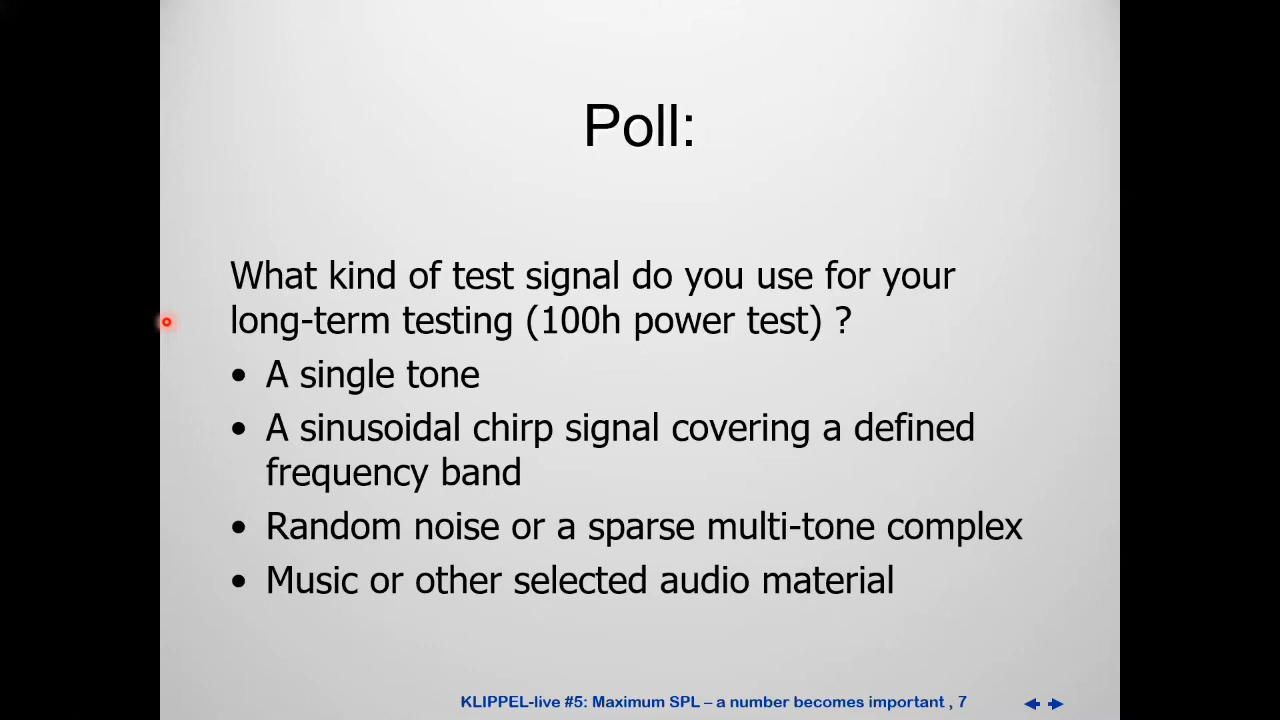 Poll:
What kind of test signal do you use for your
long-term testing (100h power test) ?
• A single tone
• A sinusoidal chirp signal covering a defined
frequency band
• Random noise or a sparse multi-tone complex
• Music or other selected audio material
KLIPPEL-live #5: Maximum SPL – a number becomes important , 7